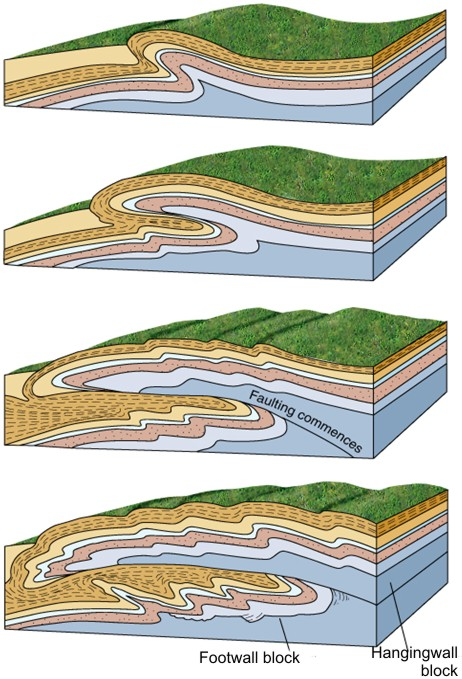 Faulting commences
Footwall block
Hangingwall
block